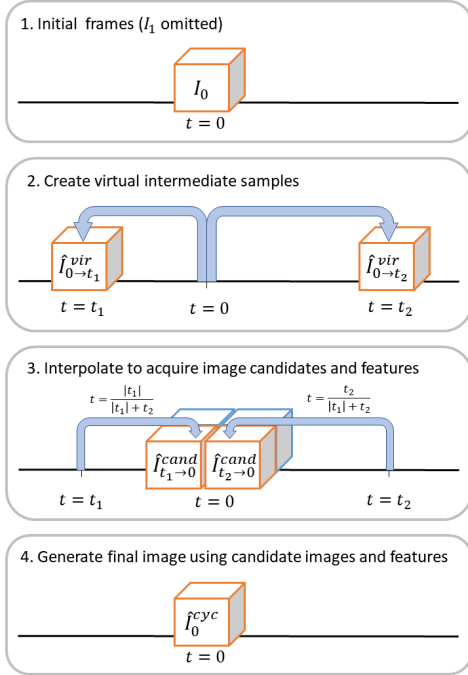 1. Initial frames (I₁ omitted)
I₀
t = 0
2. Create virtual intermediate samples
Î^{vir}_{0→t₁}
Î^{vir}_{0→t₂}
t = t₁
t = 0
t = t₂
3. Interpolate to acquire image candidates and features
t = |t₁| / (|t₁| + t₂)
t = t₂ / (|t₁| + t₂)
Î^{cand}_{t₁→0}
Î^{cand}_{t₂→0}
t = t₁
t = 0
t = t₂
4. Generate final image using candidate images and features
Î^{cyc}_{0}
t = 0